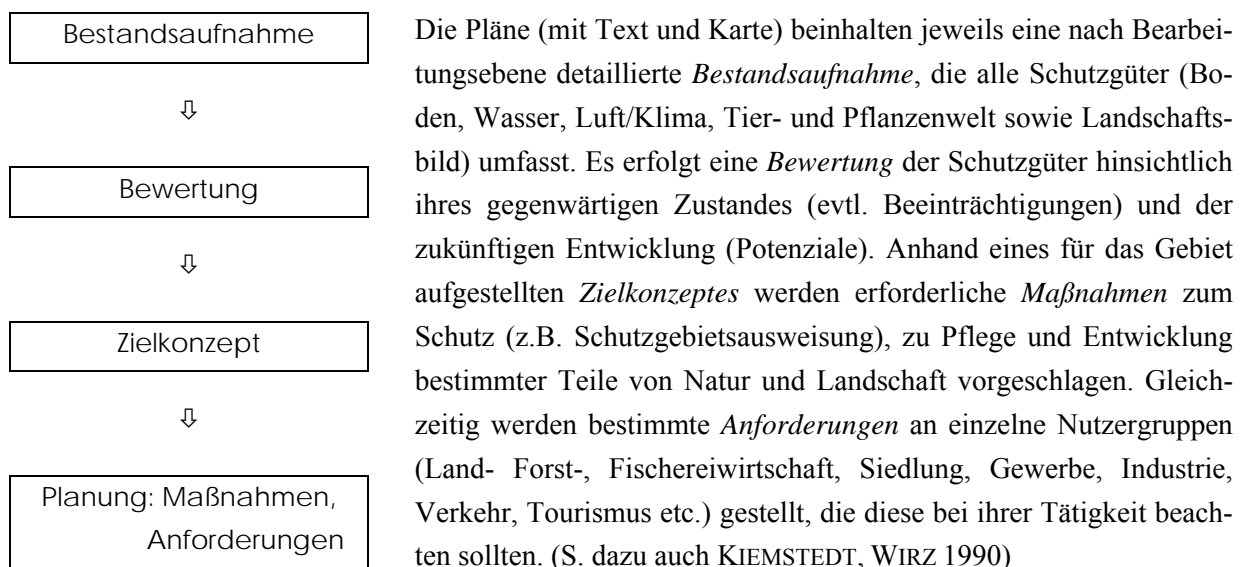 Bestandsaufnahme
⇩
Bewertung
⇩
Zielkonzept
⇩
Planung: Maßnahmen,
Anforderungen
Die Pläne (mit Text und Karte) beinhalten jeweils eine nach Bearbei-
tungsebene detaillierte Bestandsaufnahme, die alle Schutzgüter (Bo-
den, Wasser, Luft/Klima, Tier- und Pflanzenwelt sowie Landschafts-
bild) umfasst. Es erfolgt eine Bewertung der Schutzgüter hinsichtlich
ihres gegenwärtigen Zustandes (evtl. Beeinträchtigungen) und der
zukünftigen Entwicklung (Potenziale). Anhand eines für das Gebiet
aufgestellten Zielkonzeptes werden erforderliche Maßnahmen zum
Schutz (z.B. Schutzgebietsausweisung), zu Pflege und Entwicklung
bestimmter Teile von Natur und Landschaft vorgeschlagen. Gleich-
zeitig werden bestimmte Anforderungen an einzelne Nutzergruppen
(Land- Forst-, Fischereiwirtschaft, Siedlung, Gewerbe, Industrie,
Verkehr, Tourismus etc.) gestellt, die diese bei ihrer Tätigkeit beach-
ten sollten. (S. dazu auch KIEMSTEDT, WIRZ 1990)